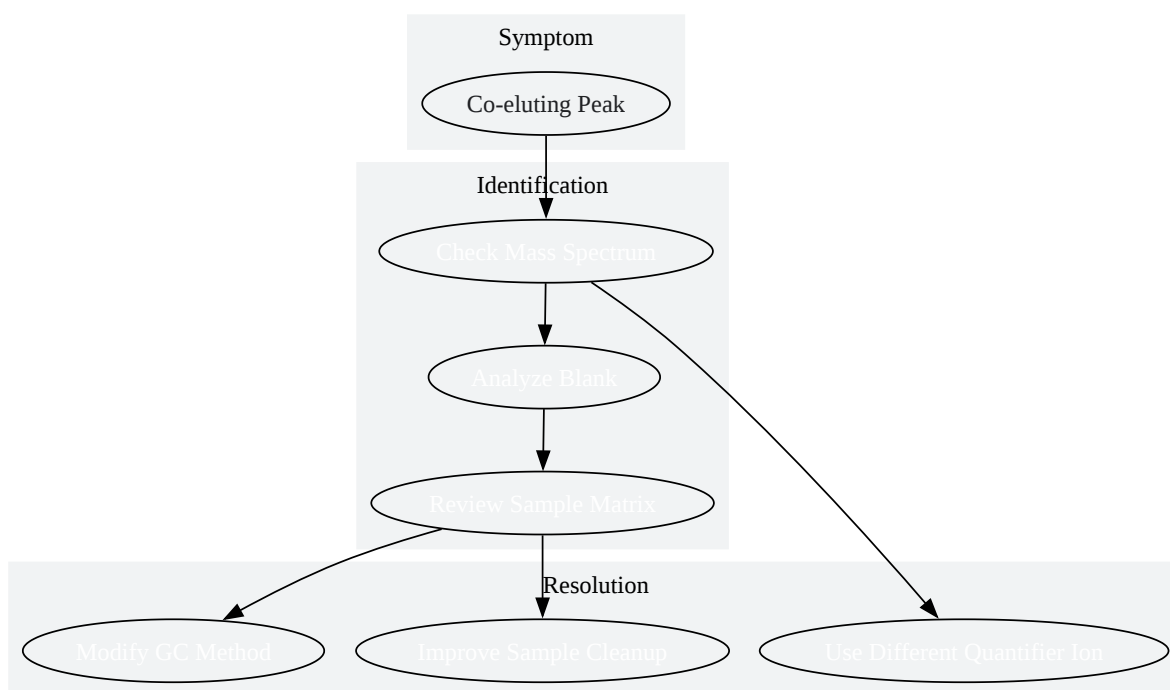 Symptom
Co-eluting Peak
Identification
Check Mass Spectrum
Analyze Blank
Review Sample Matrix
Resolution
Modify GC Method
Improve Sample Cleanup
Use Different Quantifier Ion